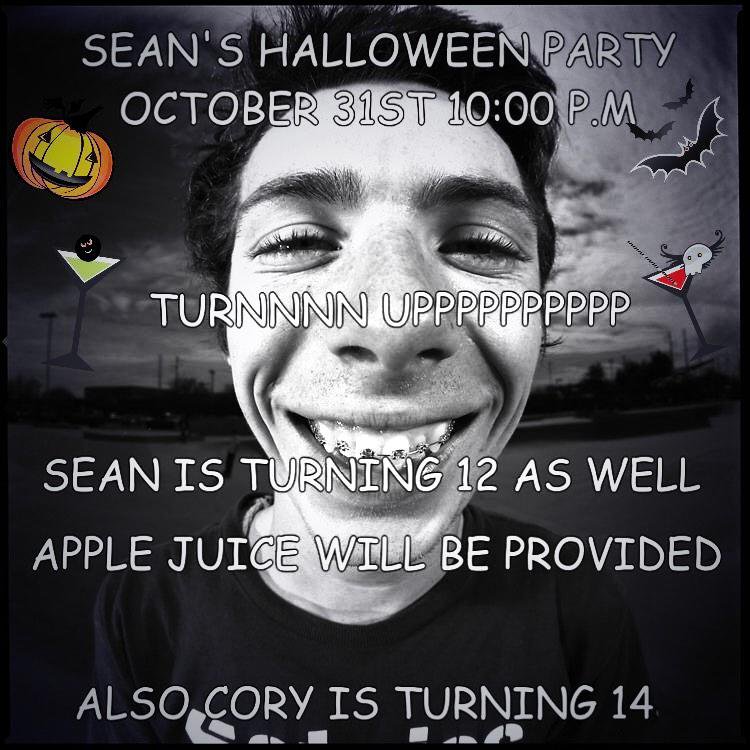 SEAN'S HALLOWEEN PARTY
OCTOBER 31ST 10:00 P.M
TURNNNN UPPPPPPPPPP
SEAN IS TURNING 12 AS WELL
APPLE JUICE WILL BE PROVIDED
ALSO CORY IS TURNING 14